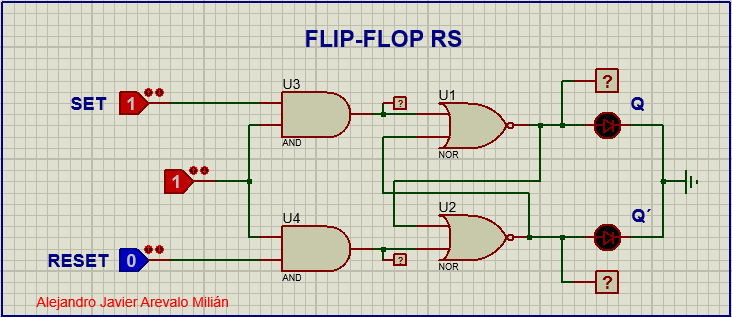 FLIP-FLOP RS
U3
U1
?
SET
1
?
Q
AND
NOR
1
U4
U2
Q´
RESET
0
?
AND
NOR
?
Alejandro Javier Arevalo Milián